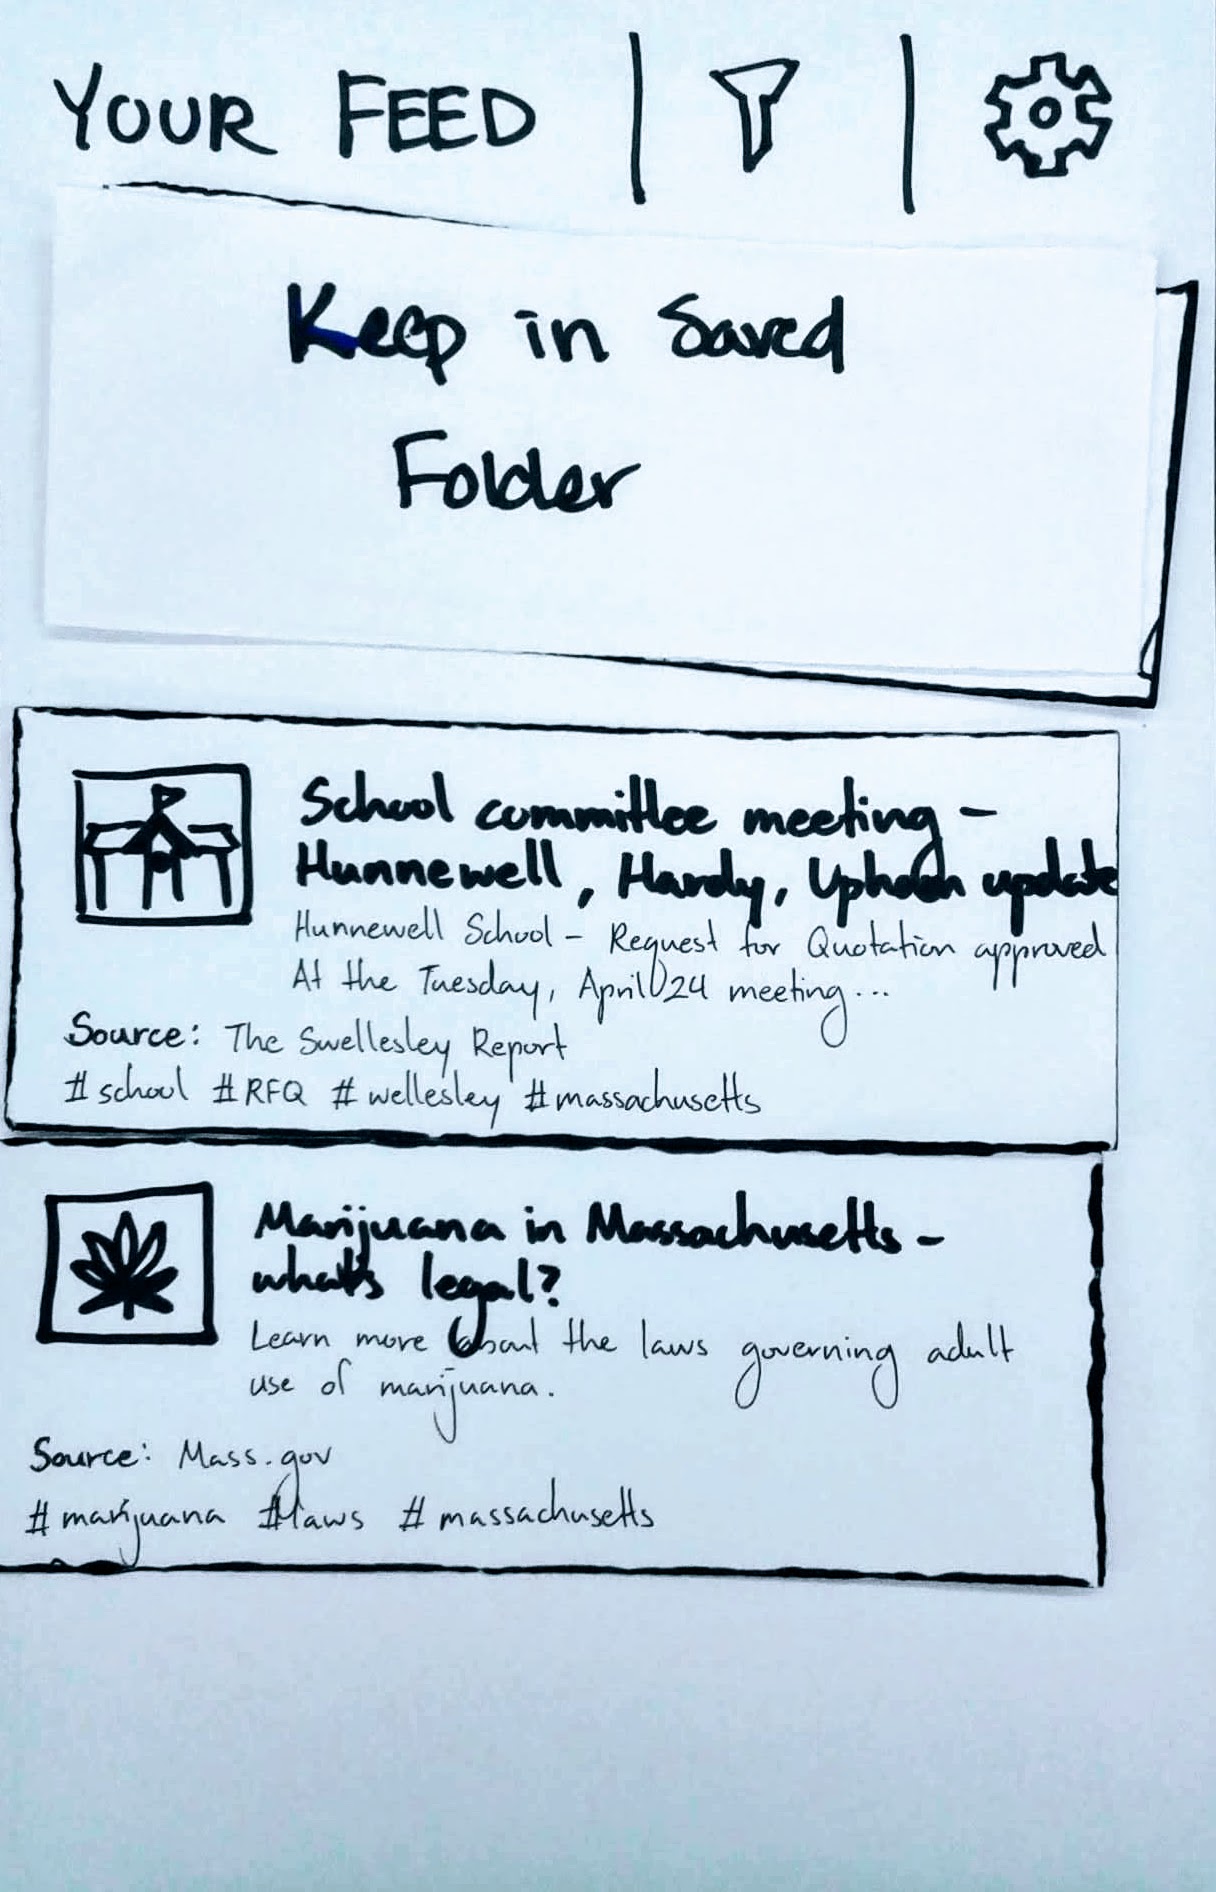 YOUR FEED
Keep in Saved
Folder
School committee meeting -
Hunnewell, Hardy, Upham update
Hunnewell School - Request for Quotation approved
At the Tuesday, April 24 meeting...
Source: The Swellesley Report
#school #RFQ #wellesley #massachusetts
Marijuana in Massachusetts -
what's legal?
Learn more about the laws governing adult
use of marijuana.
Source: Mass.gov
#marijuana #laws #massachusetts